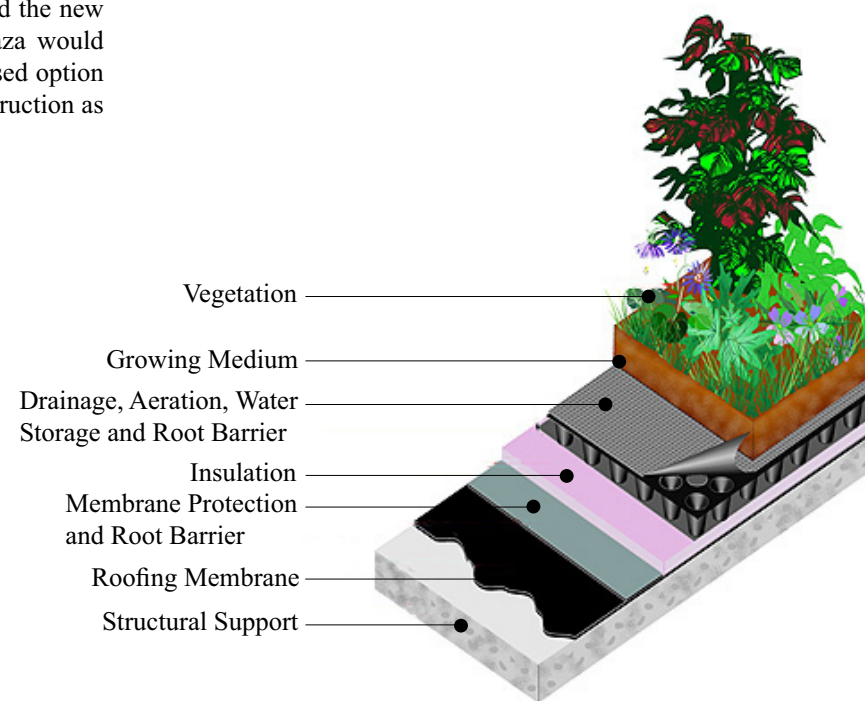 d the new
aza would
sed option
ruction as
Vegetation
Growing Medium
Drainage, Aeration, Water
Storage and Root Barrier
Insulation
Membrane Protection
and Root Barrier
Roofing Membrane
Structural Support